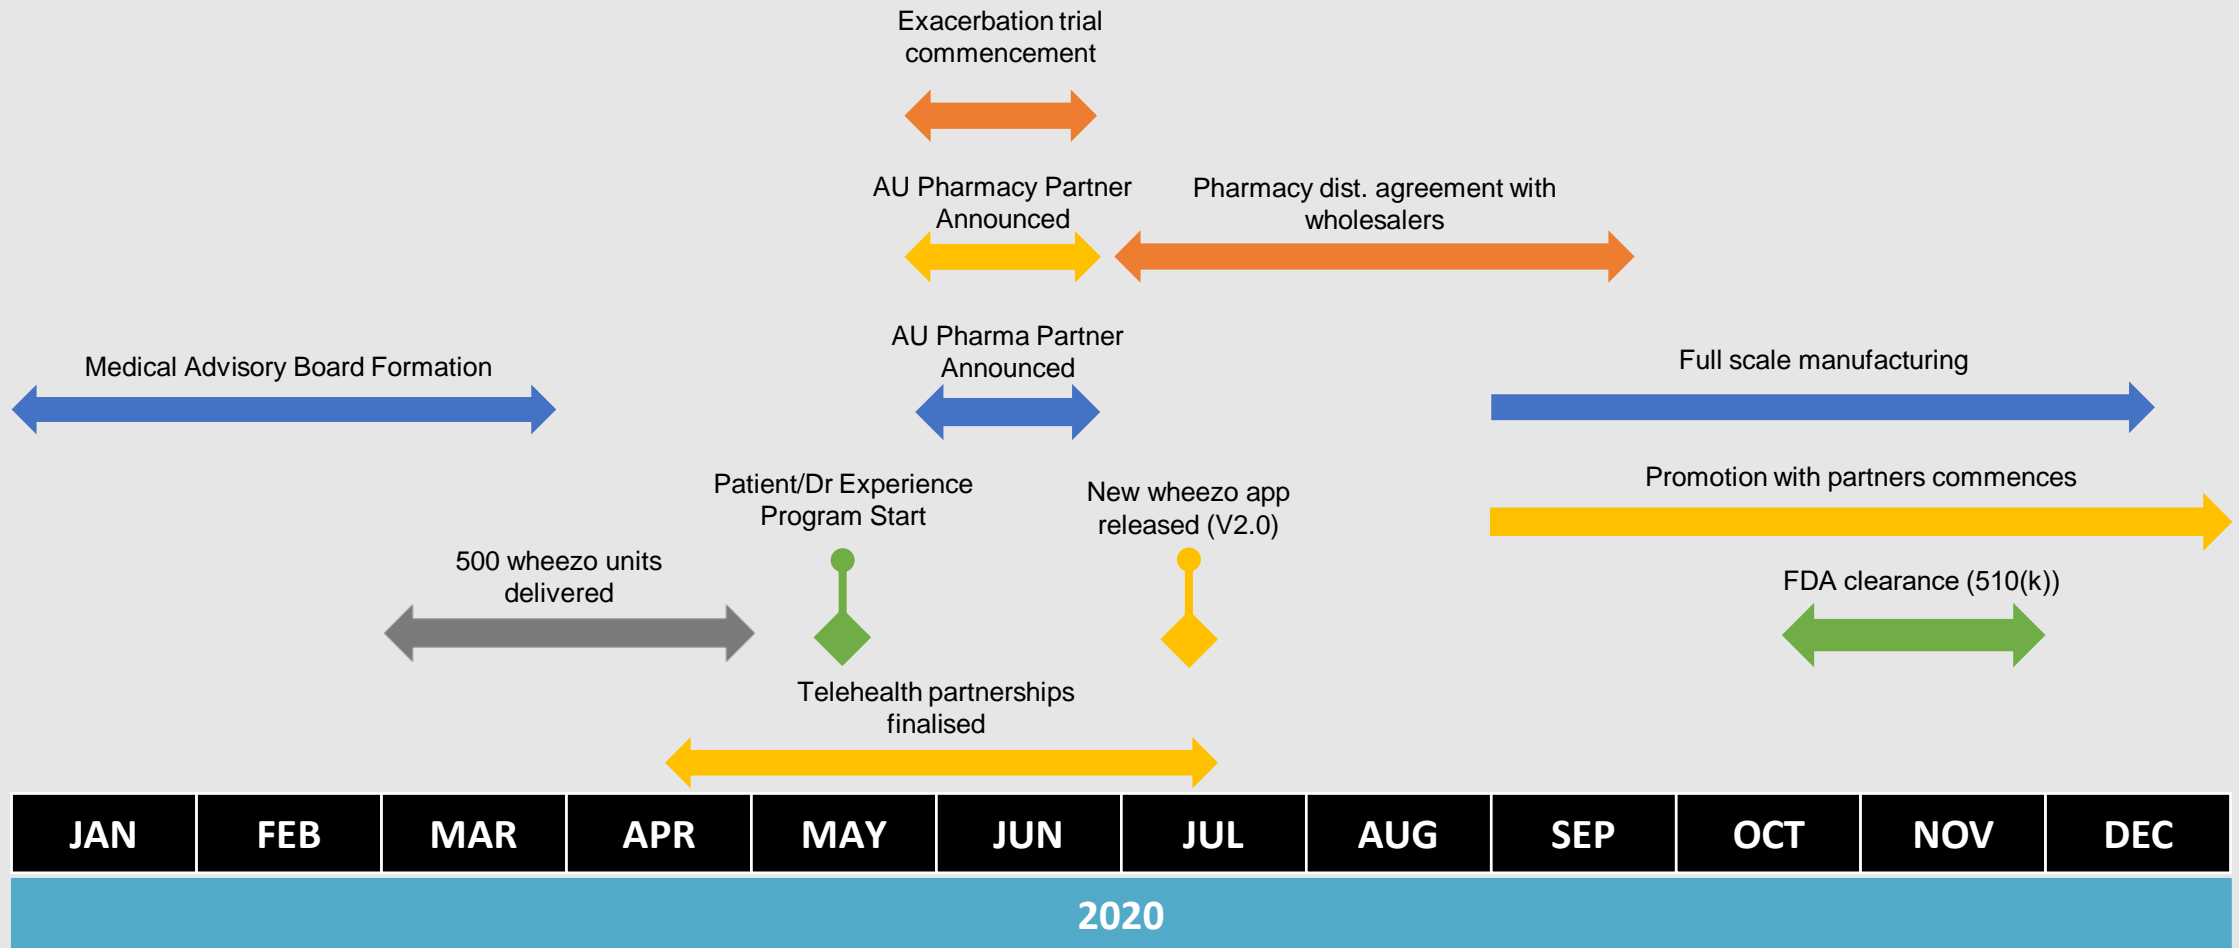 Exacerbation trial
commencement
AU Pharmacy Partner
Announced
Pharmacy dist. agreement with
wholesalers
AU Pharma Partner
Announced
Medical Advisory Board Formation
Full scale manufacturing
Patient/Dr Experience
Program Start
New wheezo app
released (V2.0)
Promotion with partners commences
500 wheezo units
delivered
FDA clearance (510(k))
Telehealth partnerships
finalised
JAN FEB MAR APR MAY JUN JUL AUG SEP OCT NOV DEC
2020